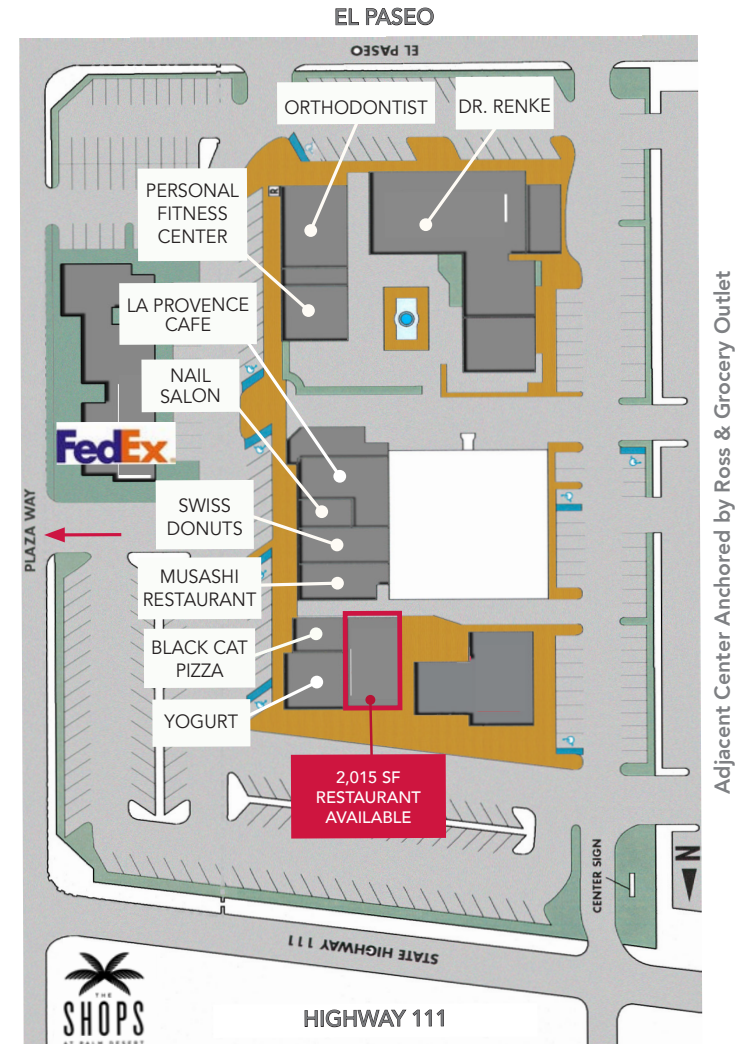 EL PASEO
EL PASEO
ORTHODONTIST
DR. RENKE
PERSONAL
FITNESS
CENTER
R
LA PROVENCE
CAFE
NAIL
SALON
FedEx.
SWISS
DONUTS
PLAZA WAY
MUSASHI
RESTAURANT
BLACK CAT
PIZZA
YOGURT
2,015 SF
RESTAURANT
AVAILABLE
Adjacent Center Anchored by Ross & Grocery Outlet
N
CENTER SIGN
STATE HIGHWAY 111
THE
SHOPS
AT PALM DESERT
HIGHWAY 111